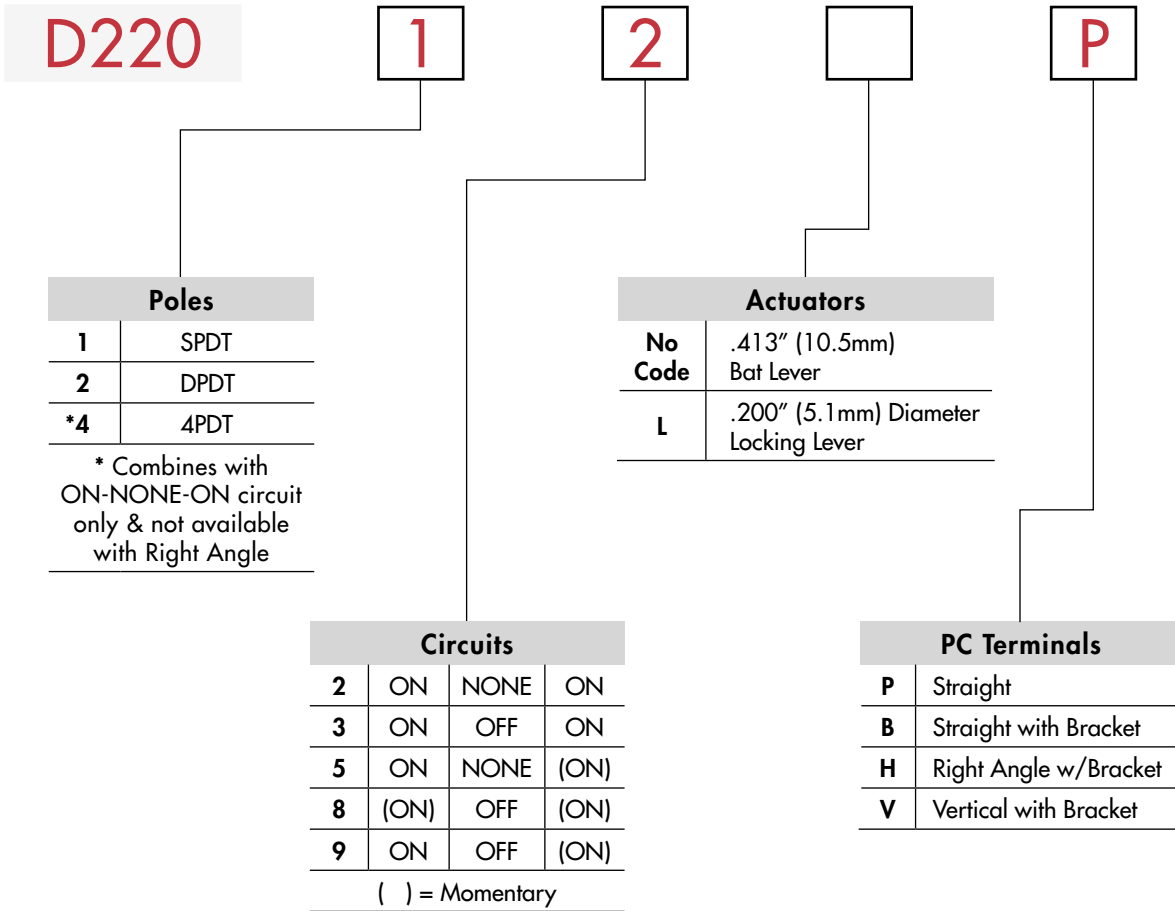 D220 1 2 P
Poles
1 SPDT
2 DPDT
*4 4PDT
* Combines with
ON-NONE-ON circuit
only & not available
with Right Angle
Actuators
No
Code
.413″ (10.5mm)
Bat Lever
L
.200″ (5.1mm) Diameter
Locking Lever
Circuits
2 ON NONE ON
3 ON OFF ON
5 ON NONE (ON)
8 (ON) OFF (ON)
9 ON OFF (ON)
( ) = Momentary
PC Terminals
P Straight
B Straight with Bracket
H Right Angle w/Bracket
V Vertical with Bracket